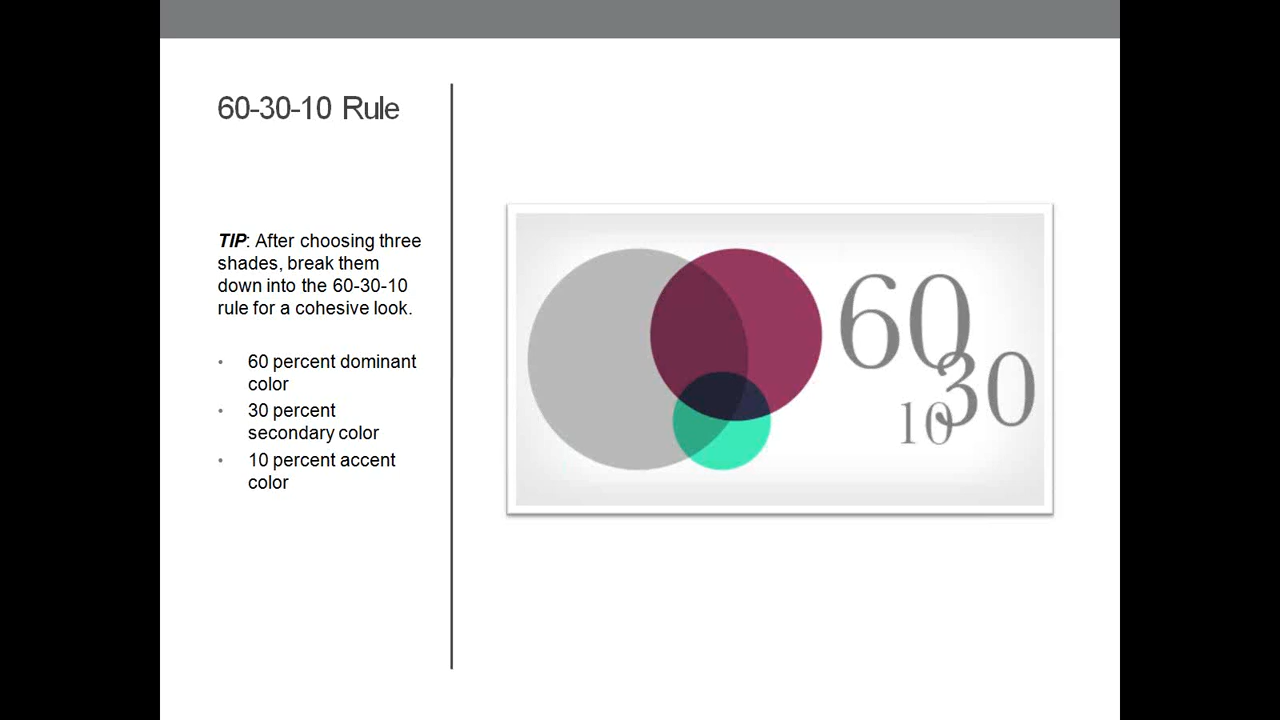 60-30-10 Rule
TIP: After choosing three
shades, break them
down into the 60-30-10
rule for a cohesive look.
• 60 percent dominant
color
• 30 percent
secondary color
• 10 percent accent
color
60
30
10